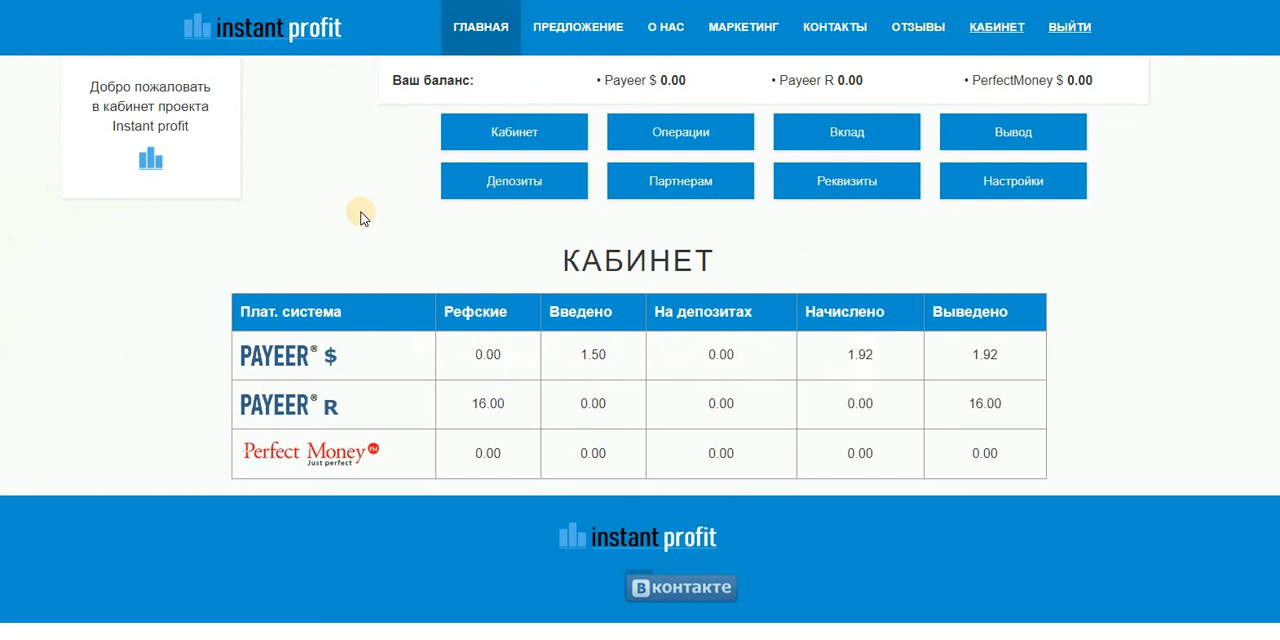 instant profit ГЛАВНАЯ ПРЕДЛОЖЕНИЕ О НАС МАРКЕТИНГ КОНТАКТЫ ОТЗЫВЫ КАБИНЕТ ВЫЙТИ
Добро пожаловать
в кабинет проекта
Instant profit
Ваш баланс: • Payeer $ 0.00 • Payeer R 0.00 • PerfectMoney $ 0.00
Кабинет Операции Вклад Вывод
Депозиты Партнерам Реквизиты Настройки
КАБИНЕТ
Плат. система Рефские Введено На депозитах Начислено Выведено
PAYEER® $ 0.00 1.50 0.00 1.92 1.92
PAYEER® R 16.00 0.00 0.00 0.00 16.00
Perfect Money PM 0.00 0.00 0.00 0.00 0.00
Just perfect
instant profit
В контакте